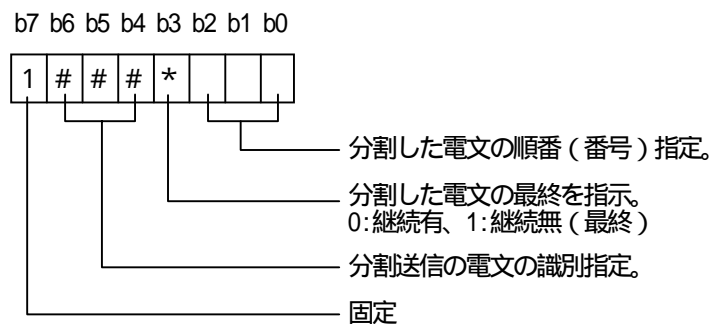 b7 b6 b5 b4 b3 b2 b1 b0
1 # # # *
分割した電文の順番（番号）指定。
分割した電文の最終を指示。
0:継続有、1:継続無（最終）
分割送信の電文の識別指定。
固定